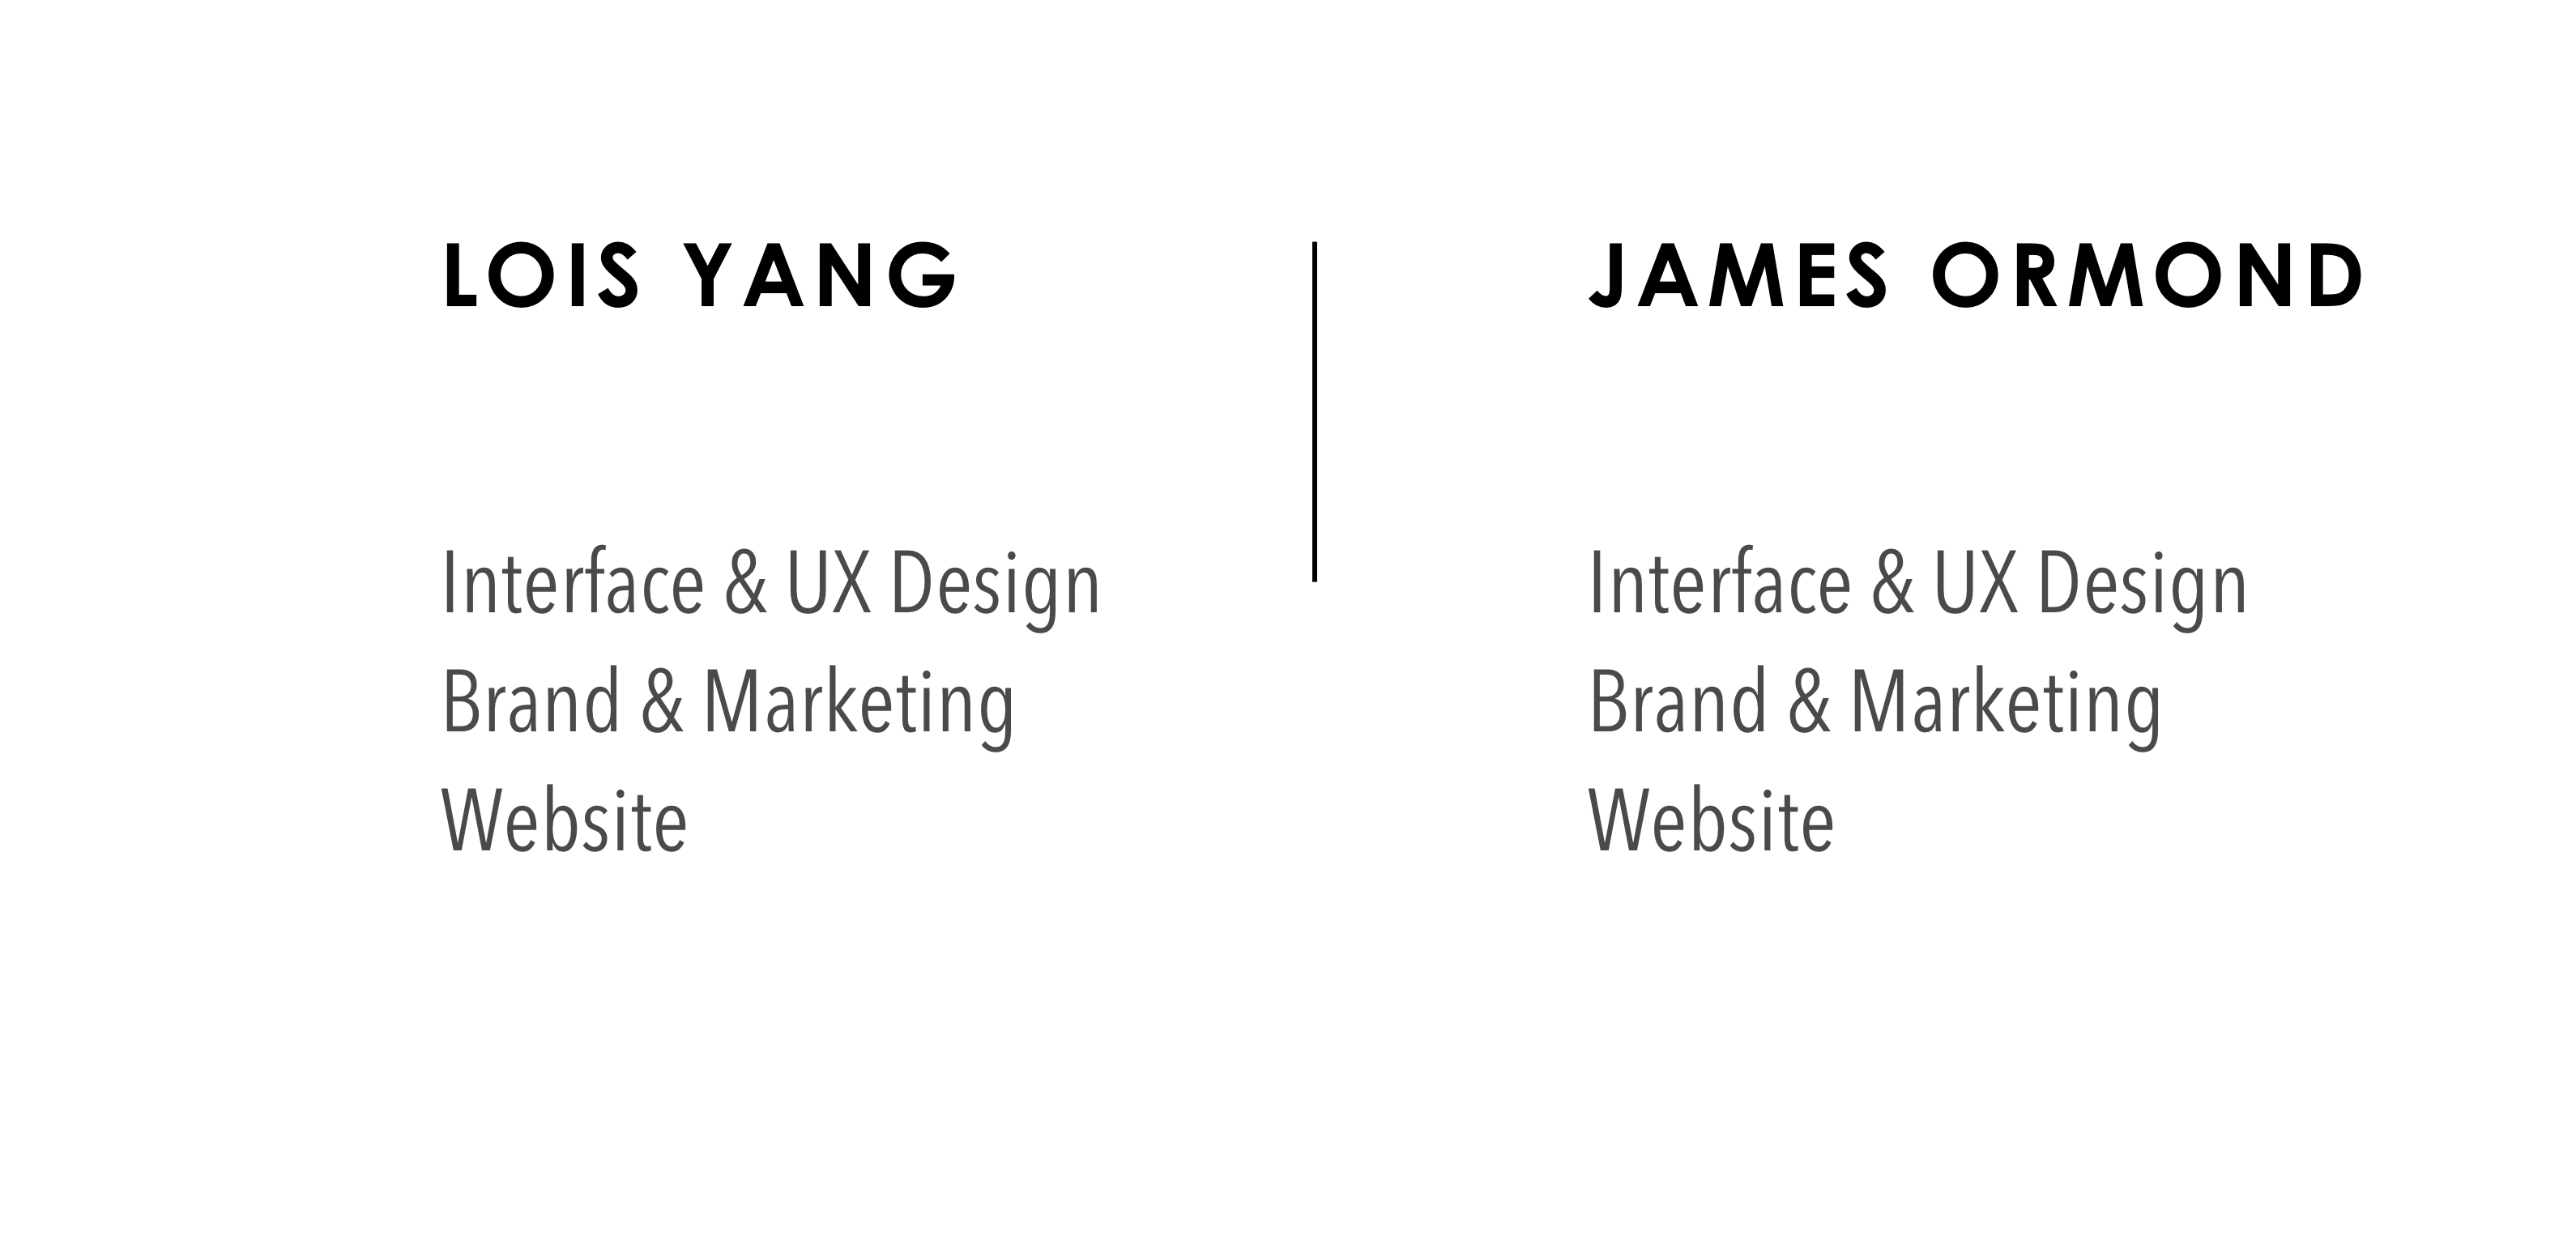 LOIS YANG
Interface & UX Design
Brand & Marketing
Website
JAMES ORMOND
Interface & UX Design
Brand & Marketing
Website